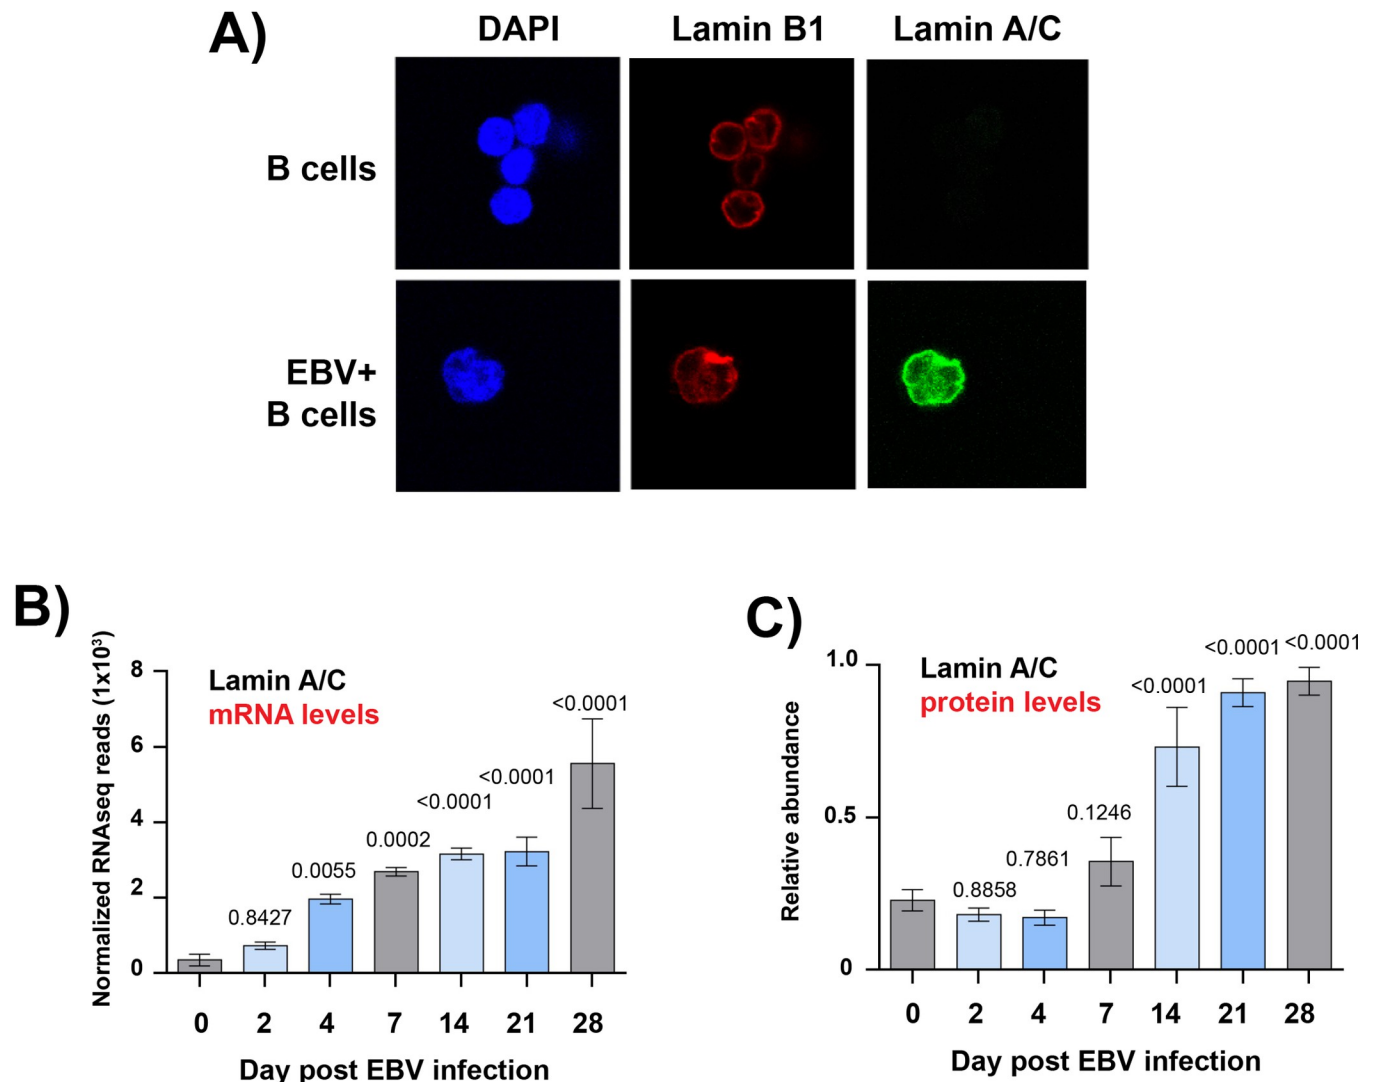 A)
DAPI
Lamin B1
Lamin A/C
B cells
EBV+
B cells
B)
Normalized RNAseq reads (1x10³)
8
6
4
2
0
Lamin A/C
mRNA levels
0.8427
0.0055
0.0002
<0.0001
<0.0001
<0.0001
0 2 4 7 14 21 28
Day post EBV infection
C)
Relative abundance
1.0
0.5
0
Lamin A/C
protein levels
0.8858
0.7861
0.1246
<0.0001
<0.0001
<0.0001
0 2 4 7 14 21 28
Day post EBV infection